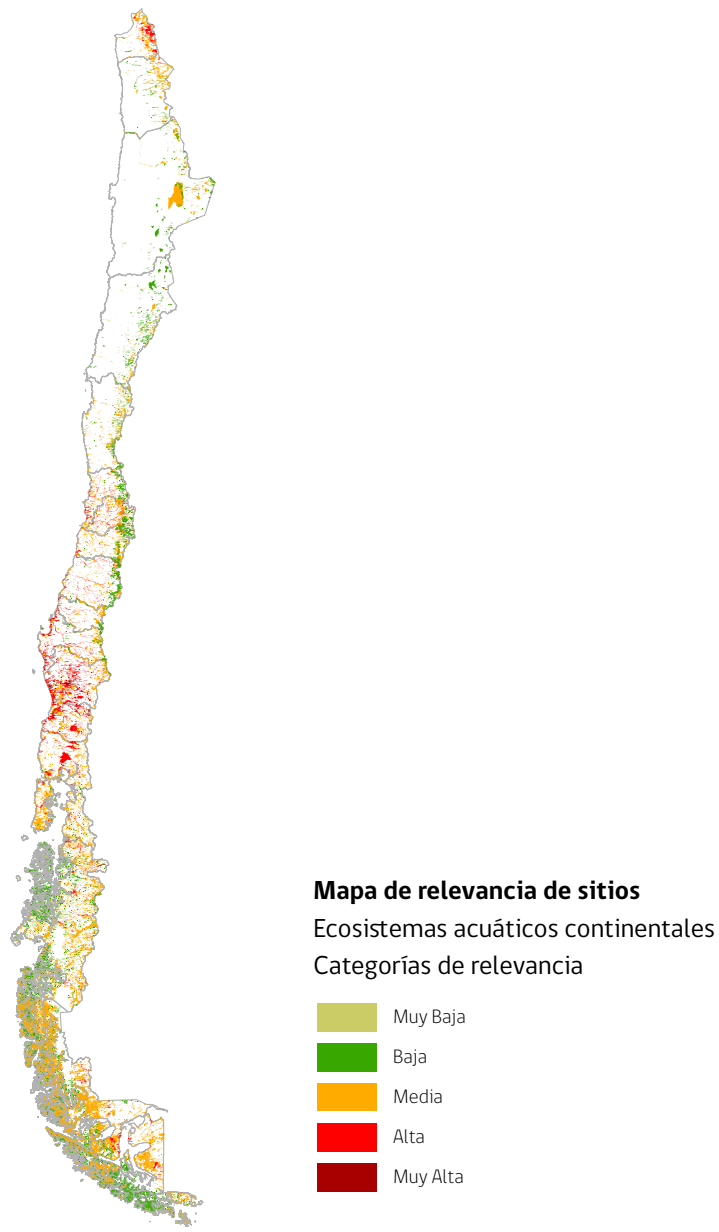 Mapa de relevancia de sitios
Ecosistemas acuáticos continentales
Categorías de relevancia
Muy Baja
Baja
Media
Alta
Muy Alta